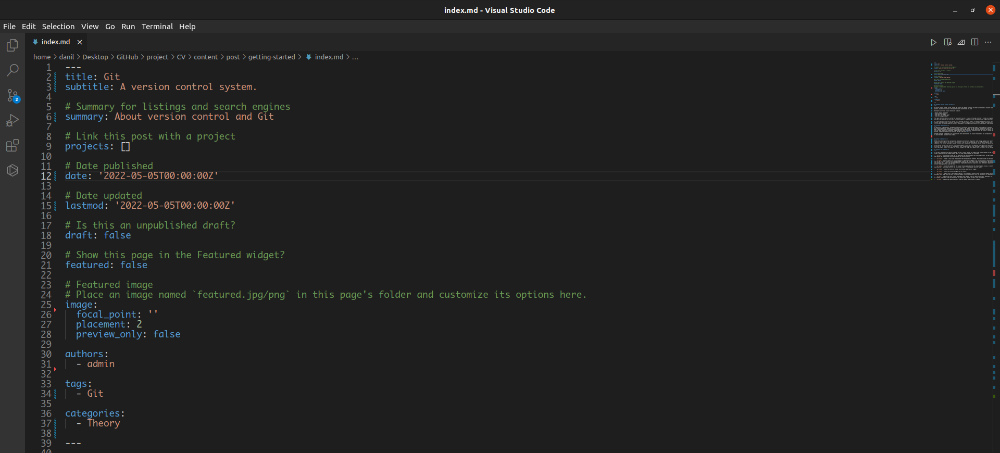 index.md - Visual Studio Code
File Edit Selection View Go Run Terminal Help
index.md
home > danil > Desktop > GitHub > project > CV > content > post > getting-started > index.md > ...
1 ---
2 title: Git
3 subtitle: A version control system.
4
5 # Summary for listings and search engines
6 summary: About version control and Git
7
8 # Link this post with a project
9 projects: []
10
11 # Date published
12 date: '2022-05-05T00:00:00Z'
13
14 # Date updated
15 lastmod: '2022-05-05T00:00:00Z'
16
17 # Is this an unpublished draft?
18 draft: false
19
20 # Show this page in the Featured widget?
21 featured: false
22
23 # Featured image
24 # Place an image named `featured.jpg/png` in this page's folder and customize its options here.
25 image:
26   focal_point: ''
27   placement: 2
28   preview_only: false
29
30 authors:
31   - admin
32
33 tags:
34   - Git
35
36 categories:
37   - Theory
38
39 ---
40
2